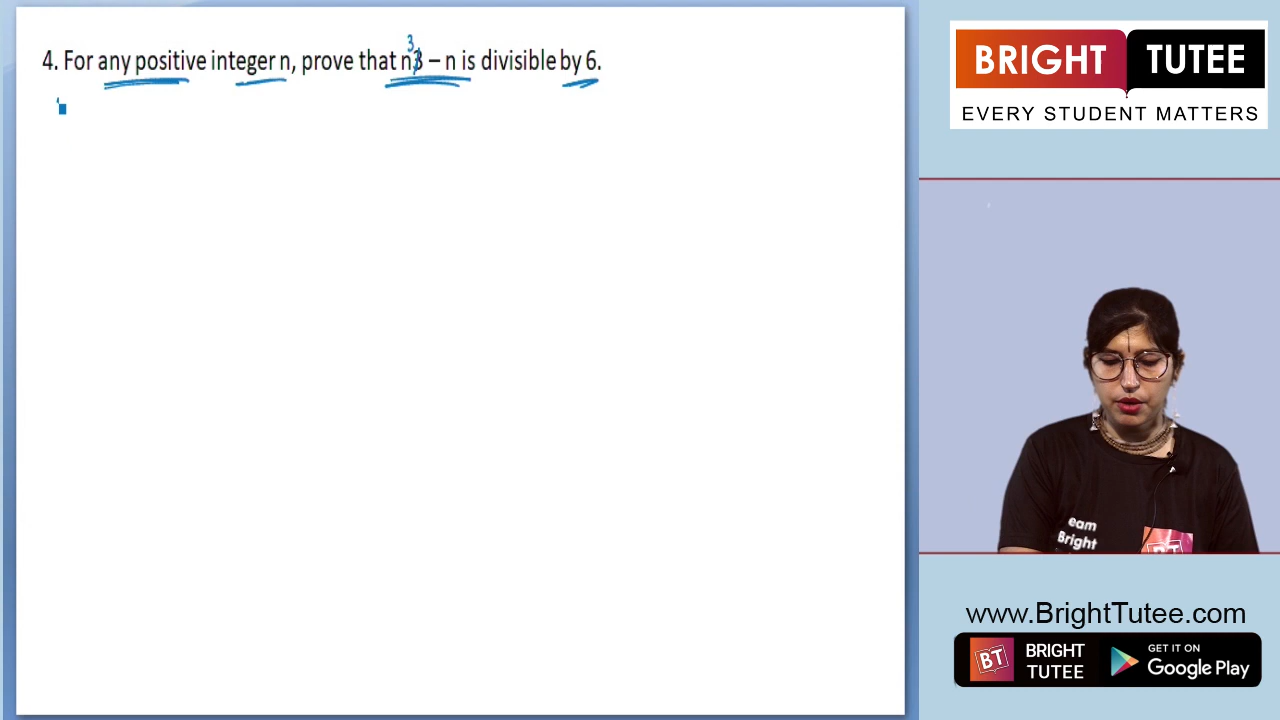 4. For any positive integer n, prove that n³ – n is divisible by 6.
BRIGHT TUTEE
EVERY STUDENT MATTERS
eam
Bright
BT
www.BrightTutee.com
BT BRIGHT TUTEE
GET IT ON
Google Play